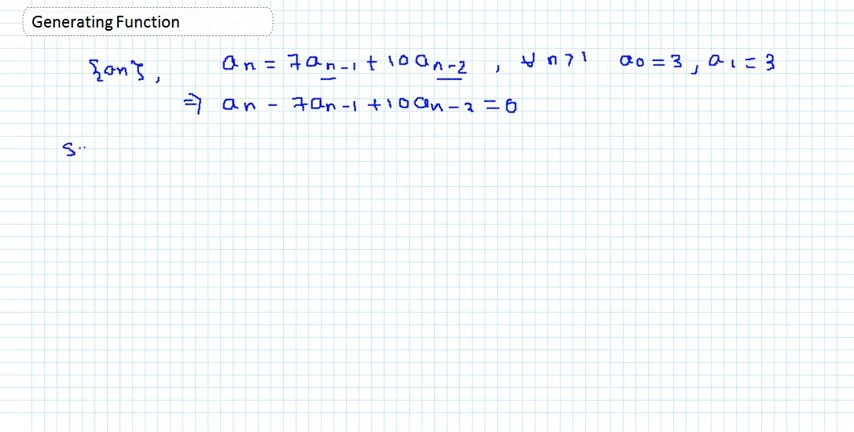 Generating Function
{an}, an = 7an-1 + 10an-2 , ∀ n>1 a0 = 3, a1 = 3
⇒ an - 7an-1 + 10an-2 = 0
S